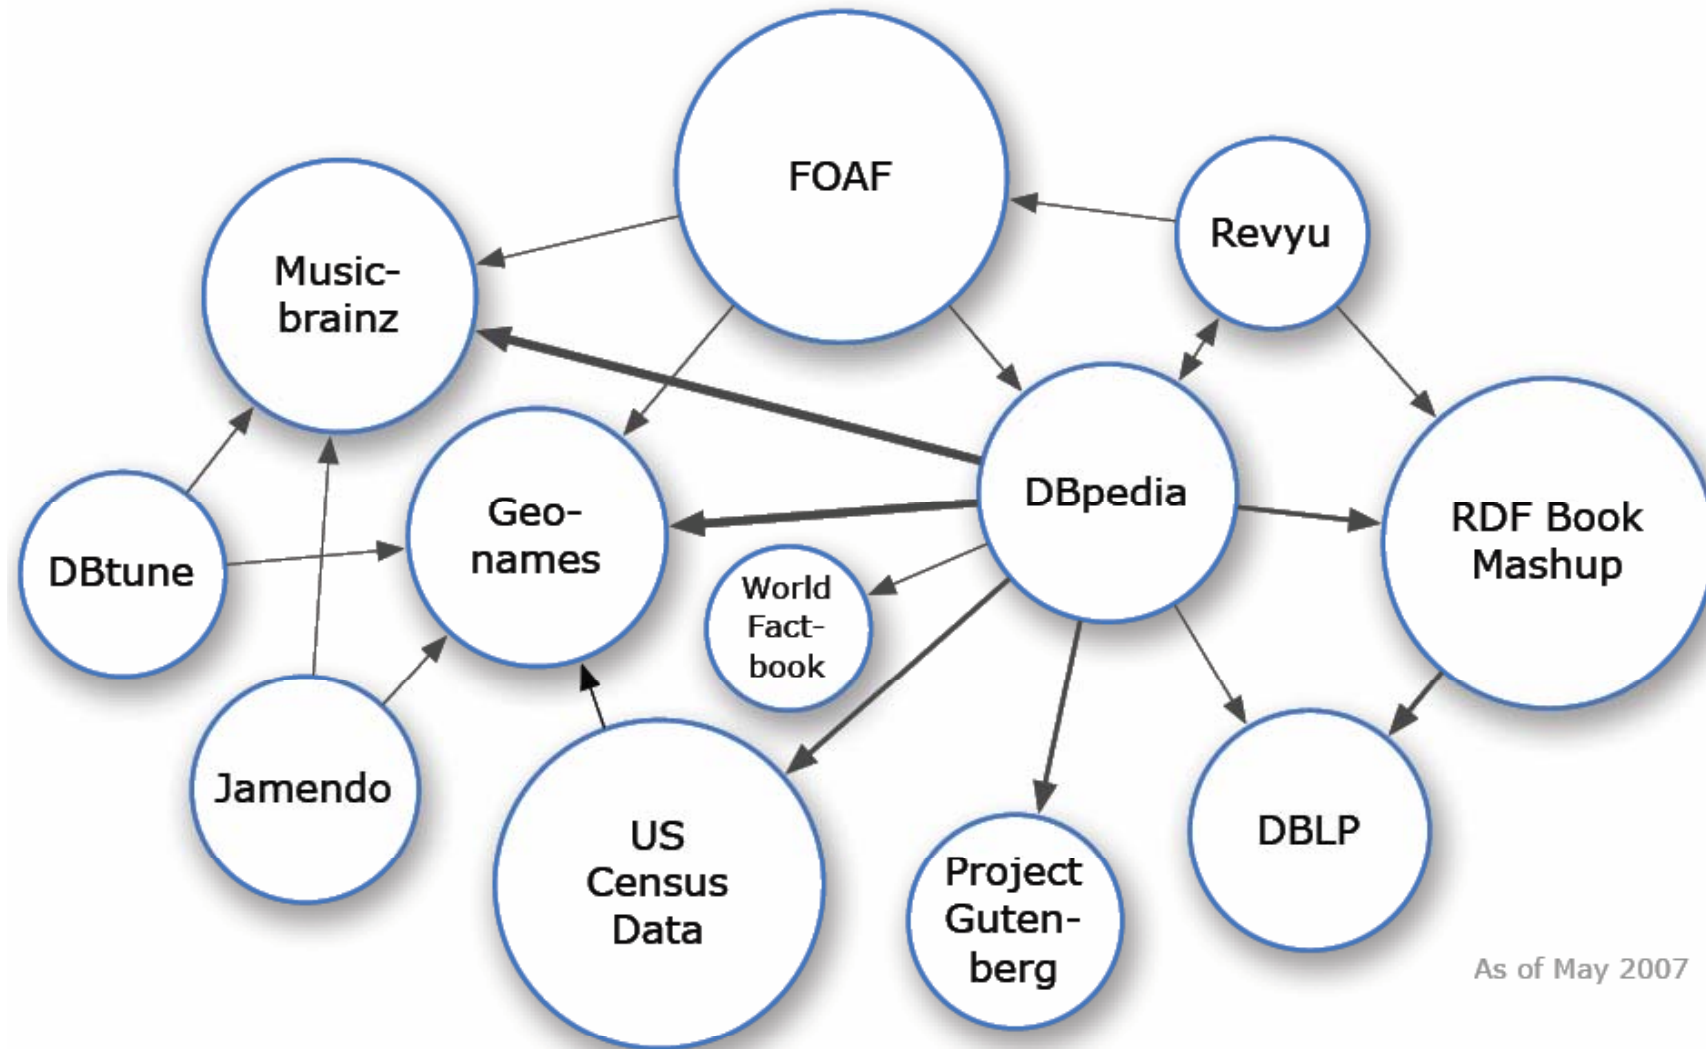 FOAF
Revyu
Music-
brainz
DBpedia
Geo-
names
RDF Book
Mashup
DBtune
World
Fact-
book
Jamendo
US
Census
Data
Project
Guten-
berg
DBLP
As of May 2007